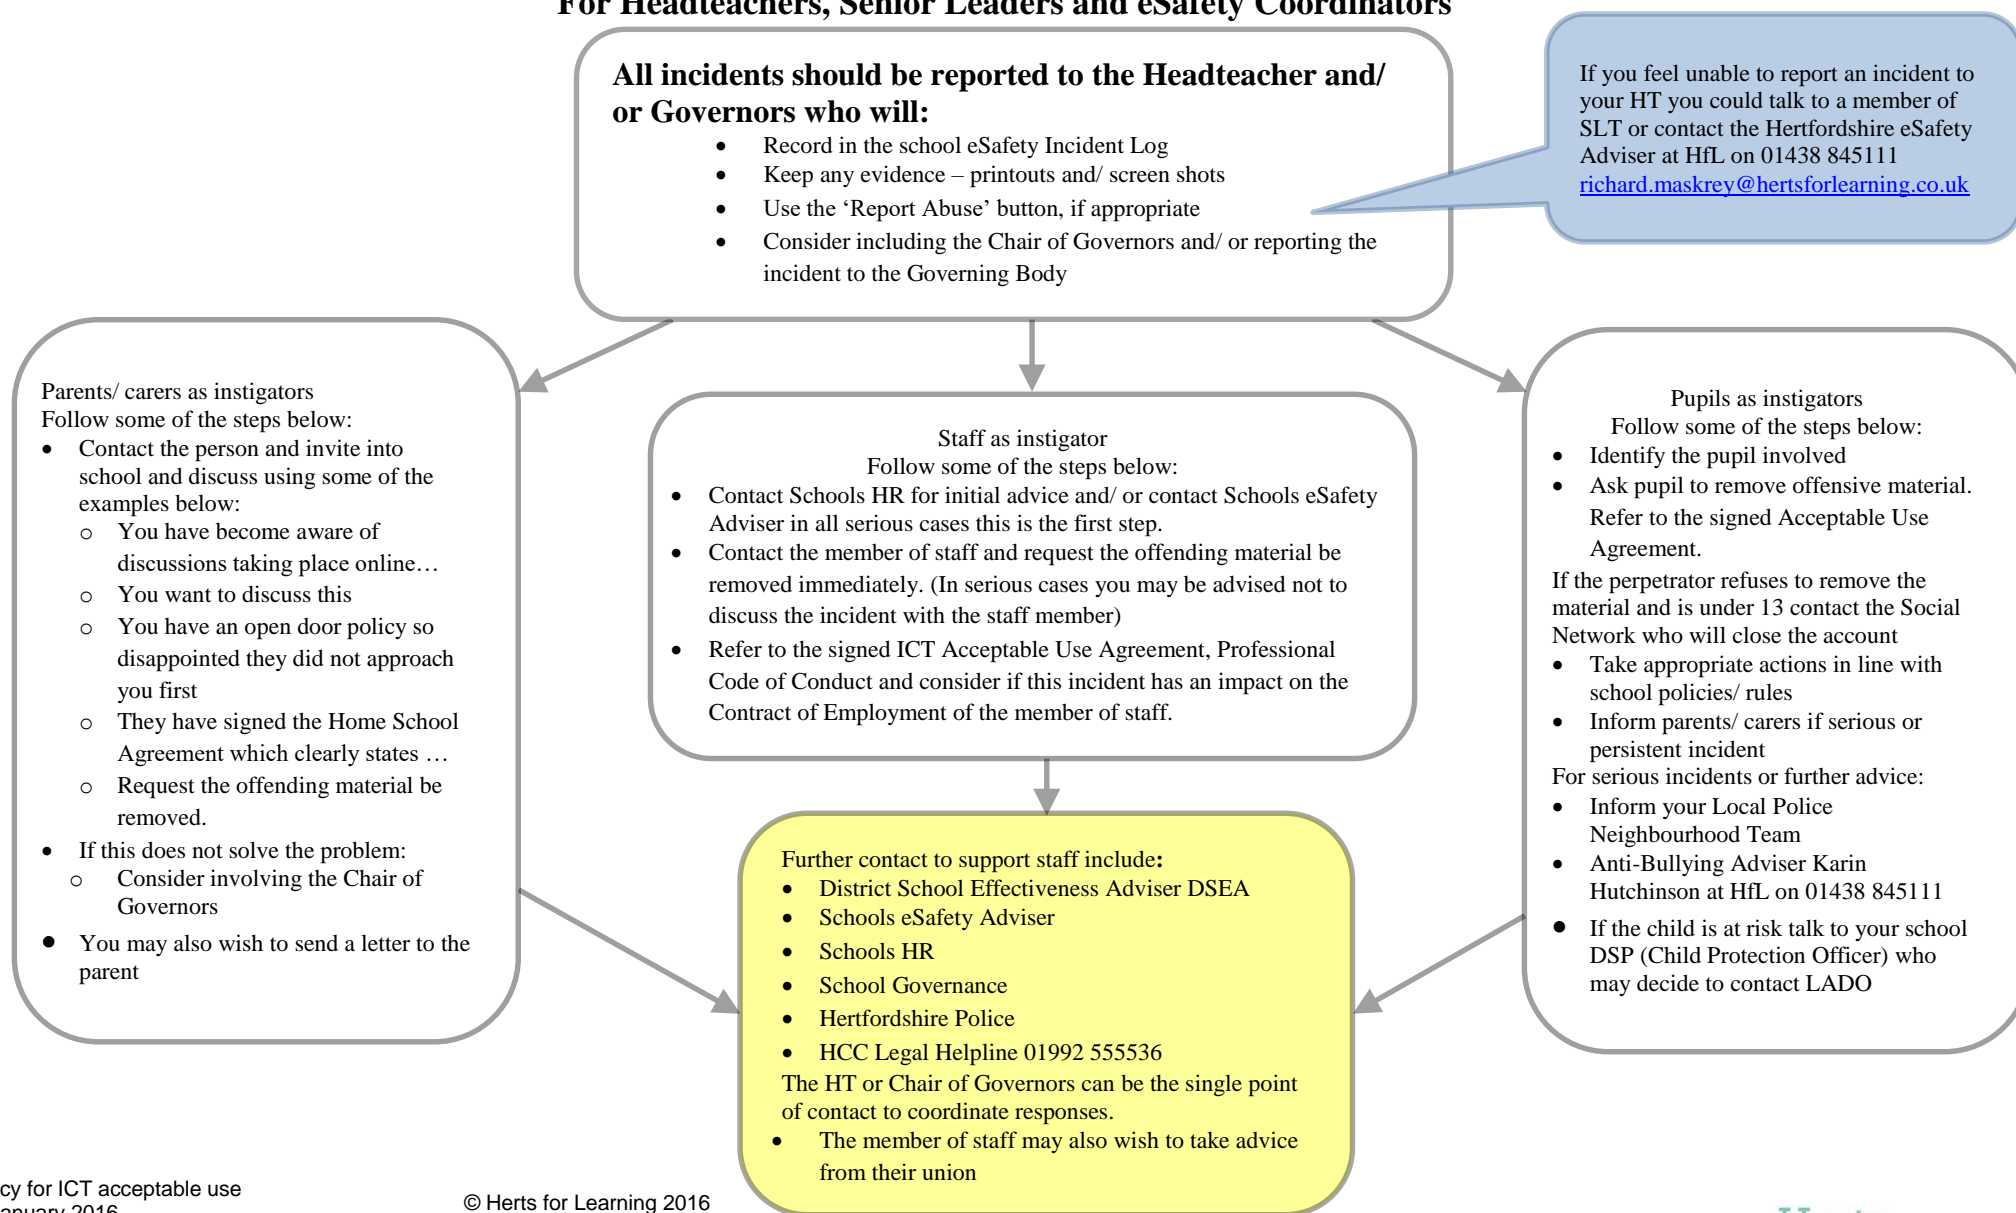 For Headteachers, Senior Leaders and eSafety Coordinators
All incidents should be reported to the Headteacher and/
or Governors who will:
• Record in the school eSafety Incident Log
• Keep any evidence – printouts and/ screen shots
• Use the ‘Report Abuse’ button, if appropriate
• Consider including the Chair of Governors and/ or reporting the
incident to the Governing Body
If you feel unable to report an incident to
your HT you could talk to a member of
SLT or contact the Hertfordshire eSafety
Adviser at HfL on 01438 845111
richard.maskrey@hertsforlearning.co.uk
Parents/ carers as instigators
Follow some of the steps below:
• Contact the person and invite into
school and discuss using some of the
examples below:
o You have become aware of
discussions taking place online…
o You want to discuss this
o You have an open door policy so
disappointed they did not approach
you first
o They have signed the Home School
Agreement which clearly states …
o Request the offending material be
removed.
• If this does not solve the problem:
o Consider involving the Chair of
Governors
• You may also wish to send a letter to the
parent
Staff as instigator
Follow some of the steps below:
• Contact Schools HR for initial advice and/ or contact Schools eSafety
Adviser in all serious cases this is the first step.
• Contact the member of staff and request the offending material be
removed immediately. (In serious cases you may be advised not to
discuss the incident with the staff member)
• Refer to the signed ICT Acceptable Use Agreement, Professional
Code of Conduct and consider if this incident has an impact on the
Contract of Employment of the member of staff.
Pupils as instigators
Follow some of the steps below:
• Identify the pupil involved
• Ask pupil to remove offensive material.
Refer to the signed Acceptable Use
Agreement.
If the perpetrator refuses to remove the
material and is under 13 contact the Social
Network who will close the account
• Take appropriate actions in line with
school policies/ rules
• Inform parents/ carers if serious or
persistent incident
For serious incidents or further advice:
• Inform your Local Police
Neighbourhood Team
• Anti-Bullying Adviser Karin
Hutchinson at HfL on 01438 845111
• If the child is at risk talk to your school
DSP (Child Protection Officer) who
may decide to contact LADO
Further contact to support staff include:
• District School Effectiveness Adviser DSEA
• Schools eSafety Adviser
• Schools HR
• School Governance
• Hertfordshire Police
• HCC Legal Helpline 01992 555536
The HT or Chair of Governors can be the single point
of contact to coordinate responses.
• The member of staff may also wish to take advice
from their union
cy for ICT acceptable use
anuary 2016
© Herts for Learning 2016